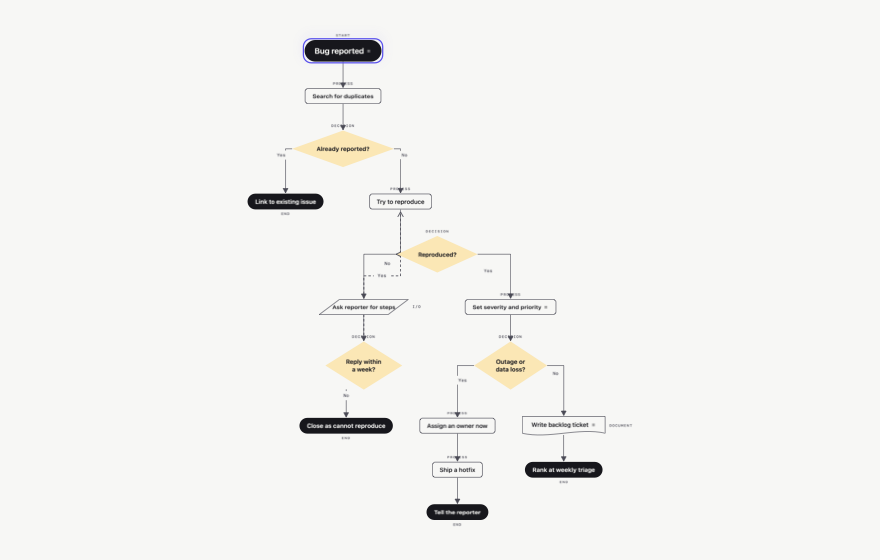 START
Bug reported
PROCESS
Search for duplicates
DECISION
Already reported?
Yes
No
PROCESS
Link to existing issue
Try to reproduce
END
DECISION
Reproduced?
No
Yes
Yes
PROCESS
Ask reporter for steps
I/O
Set severity and priority
DECISION
DECISION
Reply within
a week?
Outage or
data loss?
Yes
No
No
PROCESS
Close as cannot reproduce
Assign an owner now
Write backlog ticket
DOCUMENT
END
PROCESS
Ship a hotfix
Rank at weekly triage
END
Tell the reporter
END